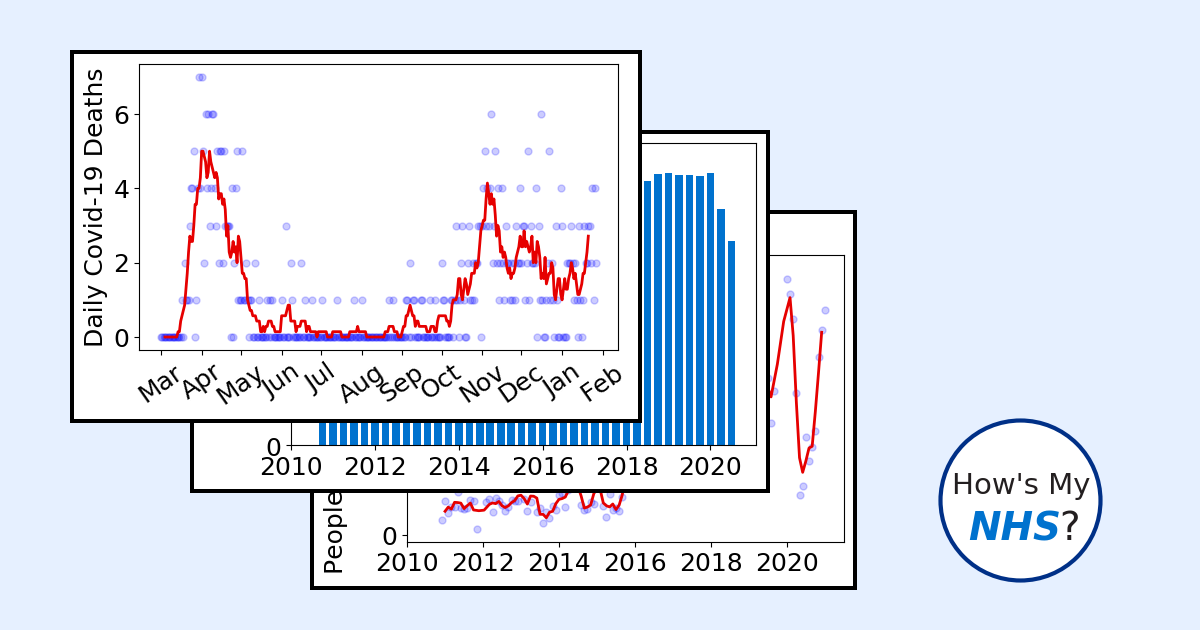 Daily Covid-19 Deaths
6
4
2
0
Mar Apr May Jun Jul Aug Sep Oct Nov Dec Jan Feb
0
2010 2012 2014 2016 2018 2020
People
0
2010 2012 2014 2016 2018 2020
How's My
NHS?